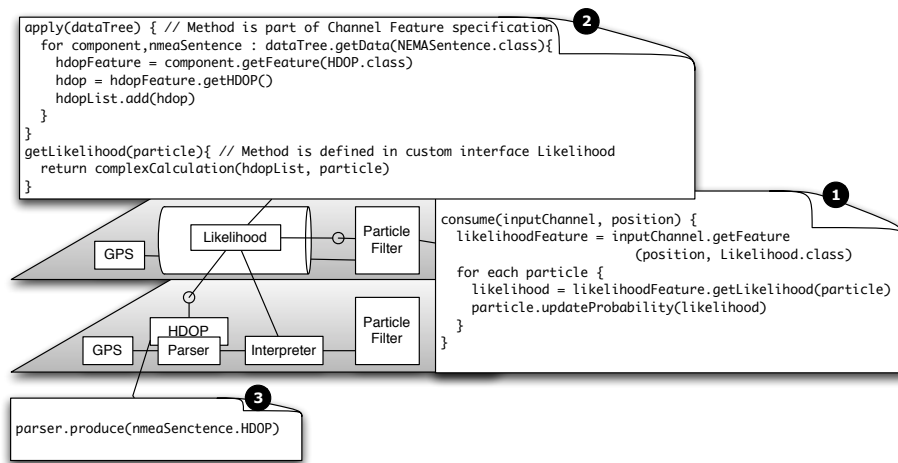 2
apply(dataTree) { // Method is part of Channel Feature specification
for component,nmeaSentence : dataTree.getData(NEMASentence.class){
hdopFeature = component.getFeature(HDOP.class)
hdop = hdopFeature.getHDOP()
hdopList.add(hdop)
}
}
getLikelihood(particle){ // Method is defined in custom interface Likelihood
return complexCalculation(hdopList, particle)
}
1
consume(inputChannel, position) {
likelihoodFeature = inputChannel.getFeature
(position, Likelihood.class)
for each particle {
likelihood = likelihoodFeature.getLikelihood(particle)
particle.updateProbability(likelihood)
}
}
GPS
Likelihood
Particle
Filter
GPS
HDOP
Parser
Interpreter
Particle
Filter
3
parser.produce(nmeaSenctence.HDOP)